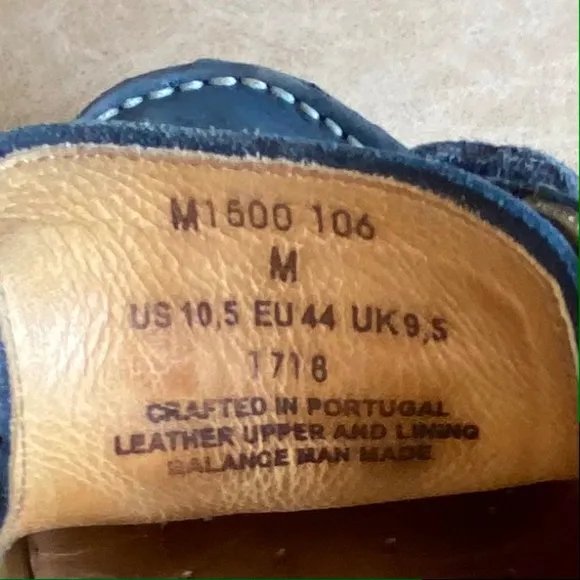 M1500 106
M
US 10,5 EU 44 UK 9,5
1718
CRAFTED IN PORTUGAL
LEATHER UPPER AND LINING
BALANCE MAN MADE